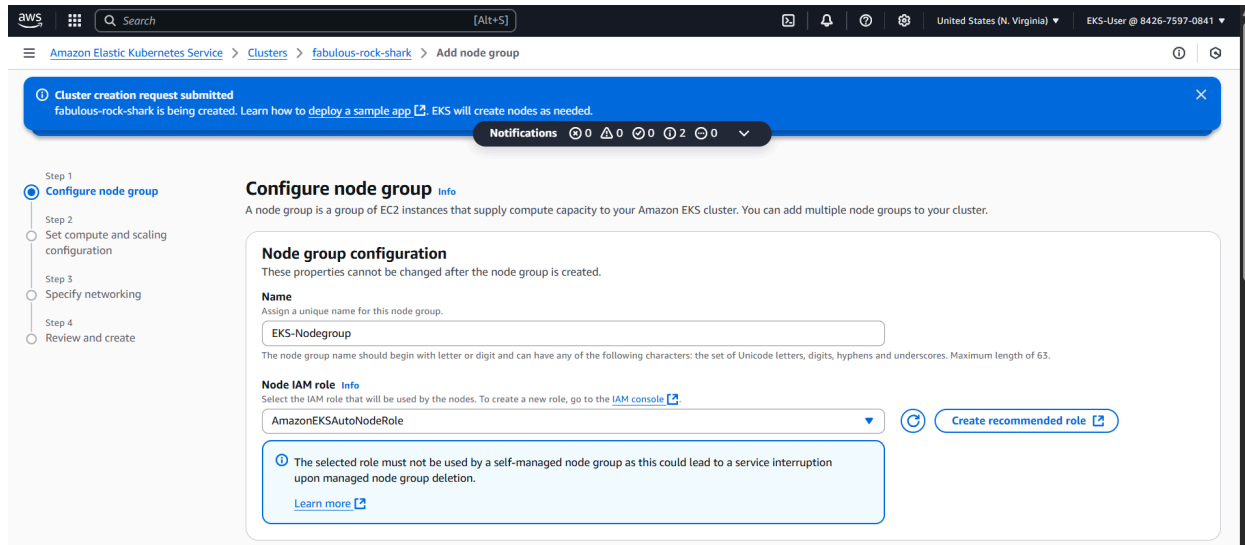 aws
Search [Alt+S]
United States (N. Virginia) ▼
EKS-User @ 8426-7597-0841 ▼
Amazon Elastic Kubernetes Service > Clusters > fabulous-rock-shark > Add node group
Cluster creation request submitted
fabulous-rock-shark is being created. Learn how to deploy a sample app. EKS will create nodes as needed.
Notifications 0 0 0 2 0
Step 1
Configure node group
Step 2
Set compute and scaling
configuration
Step 3
Specify networking
Step 4
Review and create
Configure node group Info
A node group is a group of EC2 instances that supply compute capacity to your Amazon EKS cluster. You can add multiple node groups to your cluster.
Node group configuration
These properties cannot be changed after the node group is created.
Name
Assign a unique name for this node group.
EKS-Nodegroup
The node group name should begin with letter or digit and can have any of the following characters: the set of Unicode letters, digits, hyphens and underscores. Maximum length of 63.
Node IAM role Info
Select the IAM role that will be used by the nodes. To create a new role, go to the IAM console.
AmazonEKSAutoNodeRole
Create recommended role
The selected role must not be used by a self-managed node group as this could lead to a service interruption
upon managed node group deletion.
Learn more